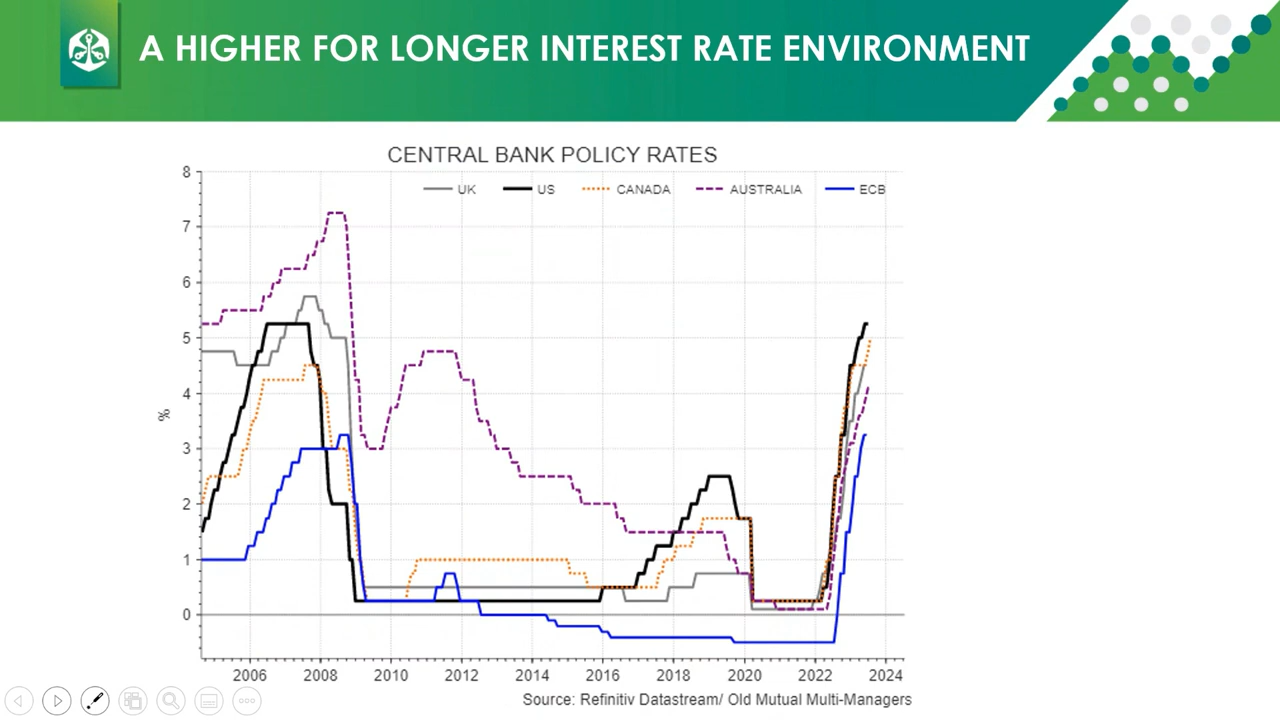 A HIGHER FOR LONGER INTEREST RATE ENVIRONMENT
CENTRAL BANK POLICY RATES
UK US CANADA AUSTRALIA ECB
8
7
6
5
4
3
2
1
0
%
2006 2008 2010 2012 2014 2016 2018 2020 2022 2024
Source: Refinitiv Datastream/ Old Mutual Multi-Managers